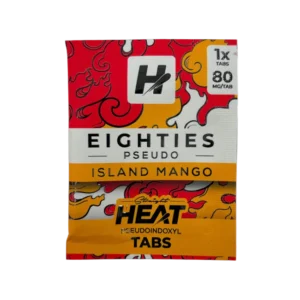 H
1x
TABS
80
MG/TAB
EIGHTIES
PSEUDO
ISLAND MANGO
HEAT
PSEUDOINDOXYL
TABS